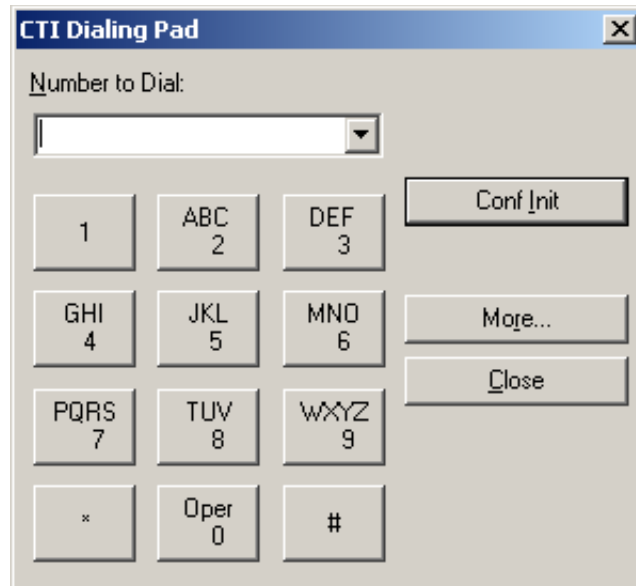 CTI Dialing Pad
Number to Dial:
Conf Init
1
ABC
2
DEF
3
GHI
4
JKL
5
MNO
6
More...
Close
PQRS
7
TUV
8
WXYZ
9
*
Oper
0
#